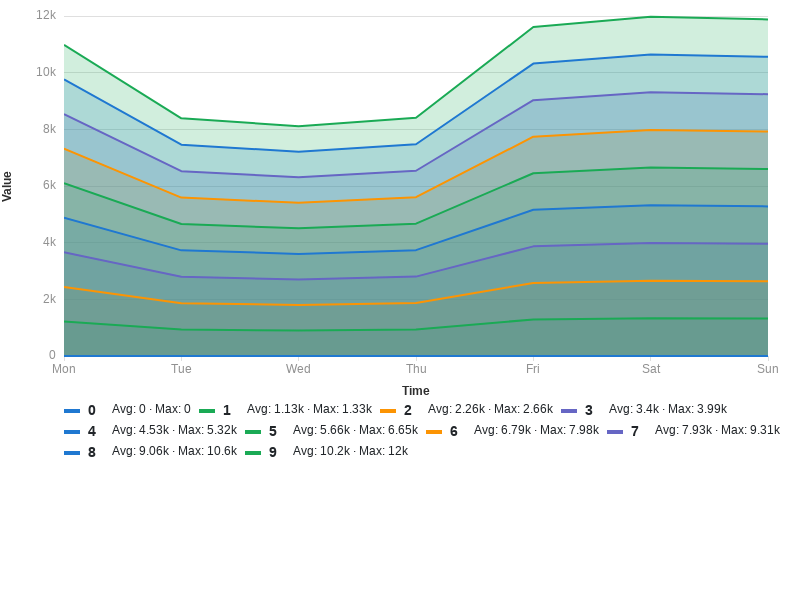 12k
10k
8k
6k
4k
2k
0
Value
Mon Tue Wed Thu Fri Sat Sun
Time
0 Avg: 0 · Max: 0 1 Avg: 1.13k · Max: 1.33k 2 Avg: 2.26k · Max: 2.66k 3 Avg: 3.4k · Max: 3.99k
4 Avg: 4.53k · Max: 5.32k 5 Avg: 5.66k · Max: 6.65k 6 Avg: 6.79k · Max: 7.98k 7 Avg: 7.93k · Max: 9.31k
8 Avg: 9.06k · Max: 10.6k 9 Avg: 10.2k · Max: 12k